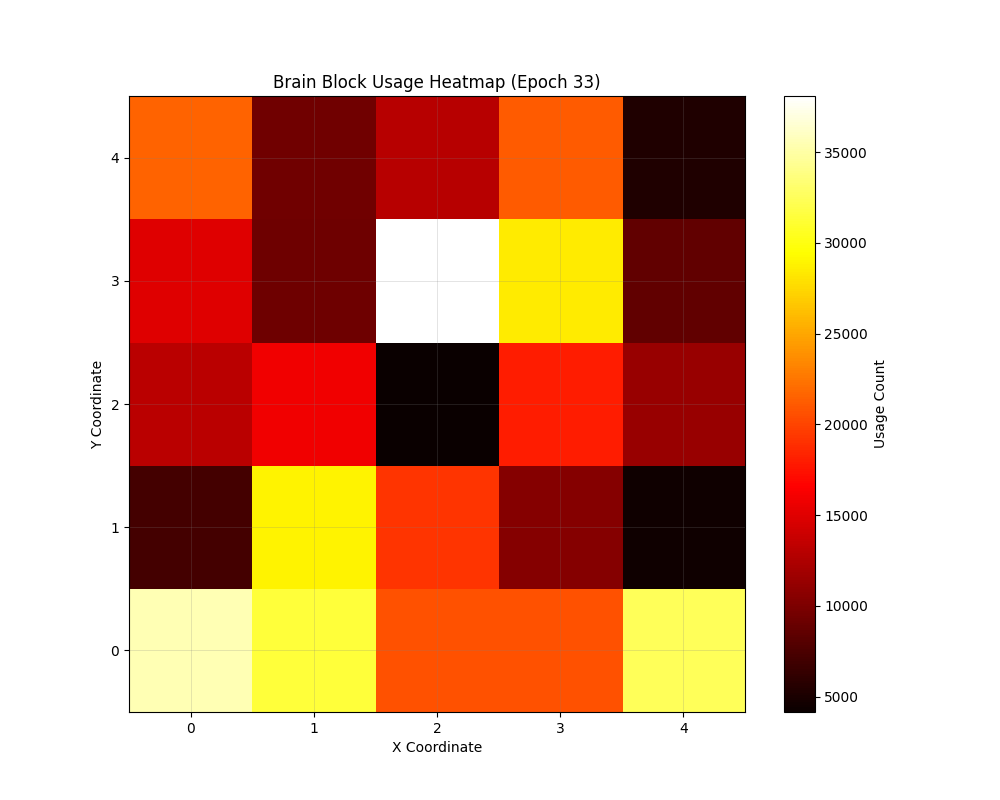 Brain Block Usage Heatmap (Epoch 33)
4
3
2
1
0
Y Coordinate
0 1 2 3 4
X Coordinate
35000
30000
25000
20000
15000
10000
5000
Usage Count